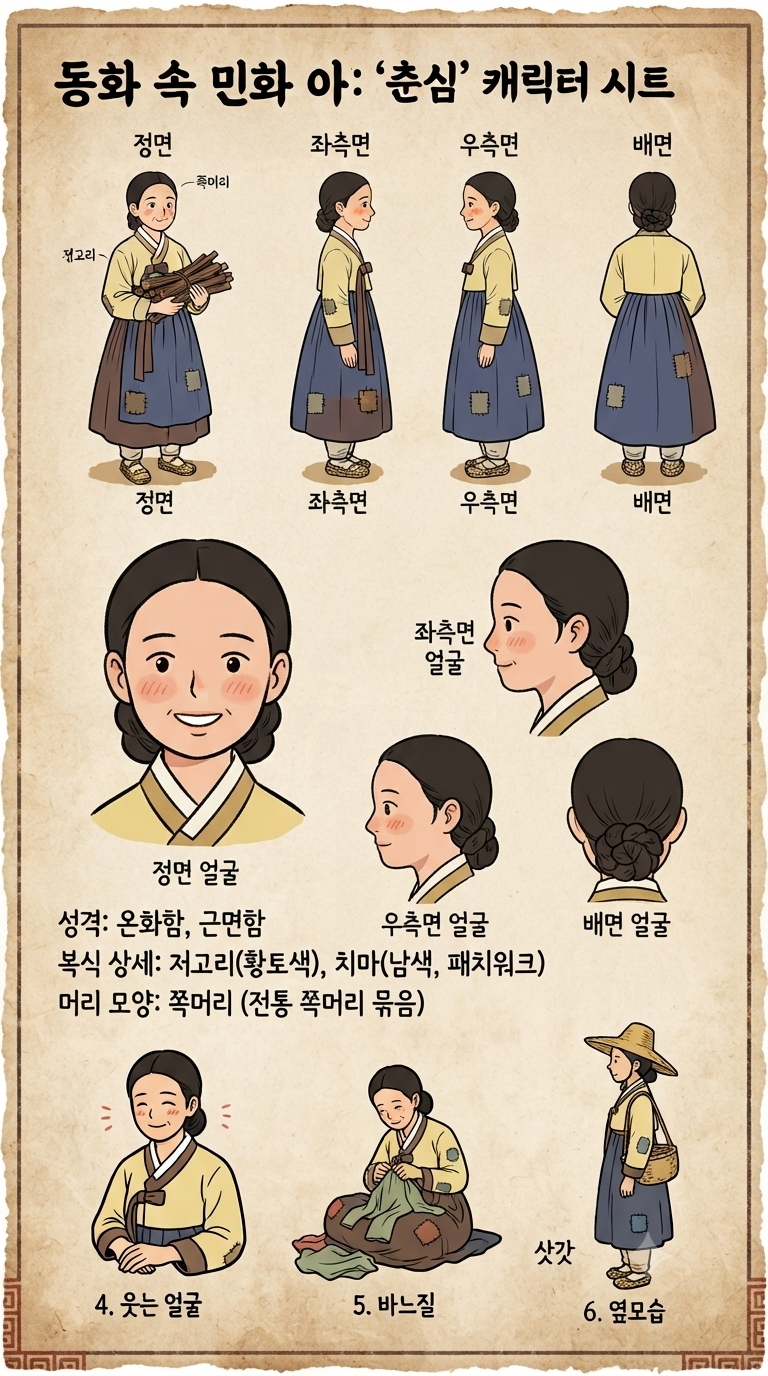 동화 속 민화 아: ‘춘심’ 캐릭터 시트
정면 좌측면 우측면 배면
쪽머리
저고리
정면 좌측면 우측면 배면
좌측면
얼굴
정면 얼굴
우측면 얼굴
배면 얼굴
성격: 온화함, 근면함
복식 상세: 저고리(황토색), 치마(남색, 패치워크)
머리 모양: 쪽머리 (전통 쪽머리 묶음)
삿갓
4. 웃는 얼굴
5. 바느질
6. 옆모습